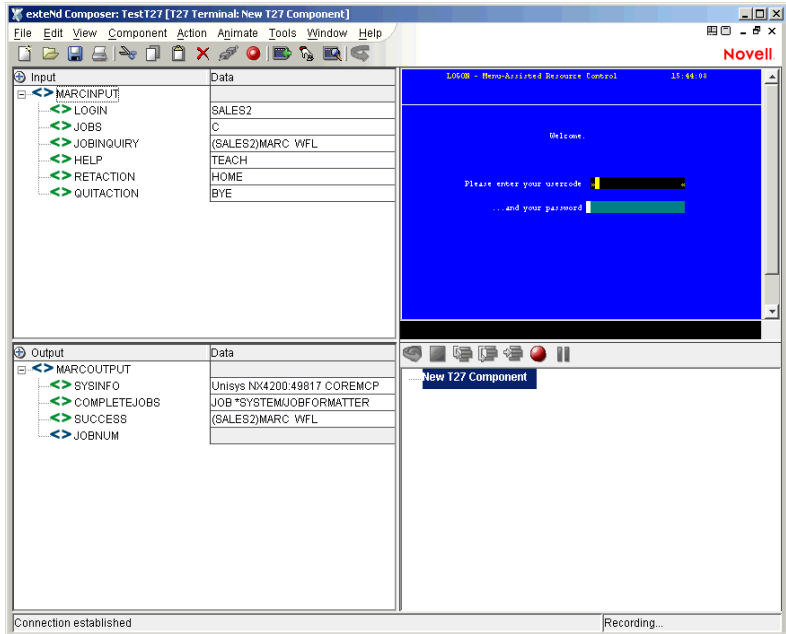 exteNd Composer: TestT27 [T27 Terminal: New T27 Component]
File Edit View Component Action Animate Tools Window Help
Novell
Input Data
MARCINPUT
LOGIN SALES2
JOBS C
JOBINQUIRY (SALES2)MARC WFL
HELP TEACH
RETACTION HOME
QUITACTION BYE
LOGON - Menu-Assisted Resource Control 15:44:08
Welcome.
Please enter your usercode
...and your password
Output Data
MARCOUTPUT
SYSINFO Unisys NX4200:49817 COREMCP
COMPLETEJOBS JOB *SYSTEM/JOBFORMATTER
SUCCESS (SALES2)MARC WFL
JOBNUM
New T27 Component
Connection established
Recording...